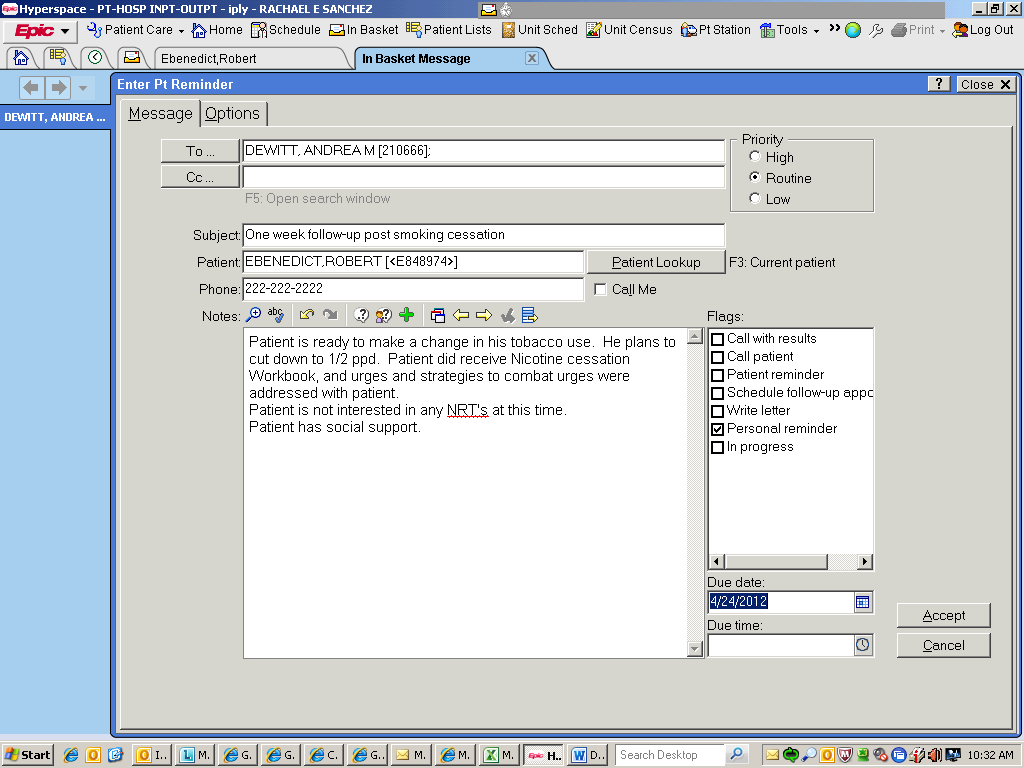 Hyperspace - PT-HOSP INPT-OUTPT - iply - RACHAEL E SANCHEZ
Epic Patient Care Home Schedule In Basket Patient Lists Unit Sched Unit Census Pt Station Tools Print Log Out
Ebenedict,Robert In Basket Message
Enter Pt Reminder ? Close X
DEWITT, ANDREA ...
Message Options
To ... DEWITT, ANDREA M [210666];
Cc ...
F5: Open search window
Priority
High
Routine
Low
Subject: One week follow-up post smoking cessation
Patient: EBENEDICT,ROBERT [<E848974>] Patient Lookup F3: Current patient
Phone: 222-222-2222 Call Me
Notes: abc
Patient is ready to make a change in his tobacco use. He plans to
cut down to 1/2 ppd. Patient did receive Nicotine cessation
Workbook, and urges and strategies to combat urges were
addressed with patient.
Patient is not interested in any NRT's at this time.
Patient has social support.
Flags:
Call with results
Call patient
Patient reminder
Schedule follow-up appo
Write letter
Personal reminder
In progress
Due date:
4/24/2012
Due time:
Accept
Cancel
Start I... M. G. G. C. G.. M. M. M. H.. D.. Search Desktop 10:32 AM